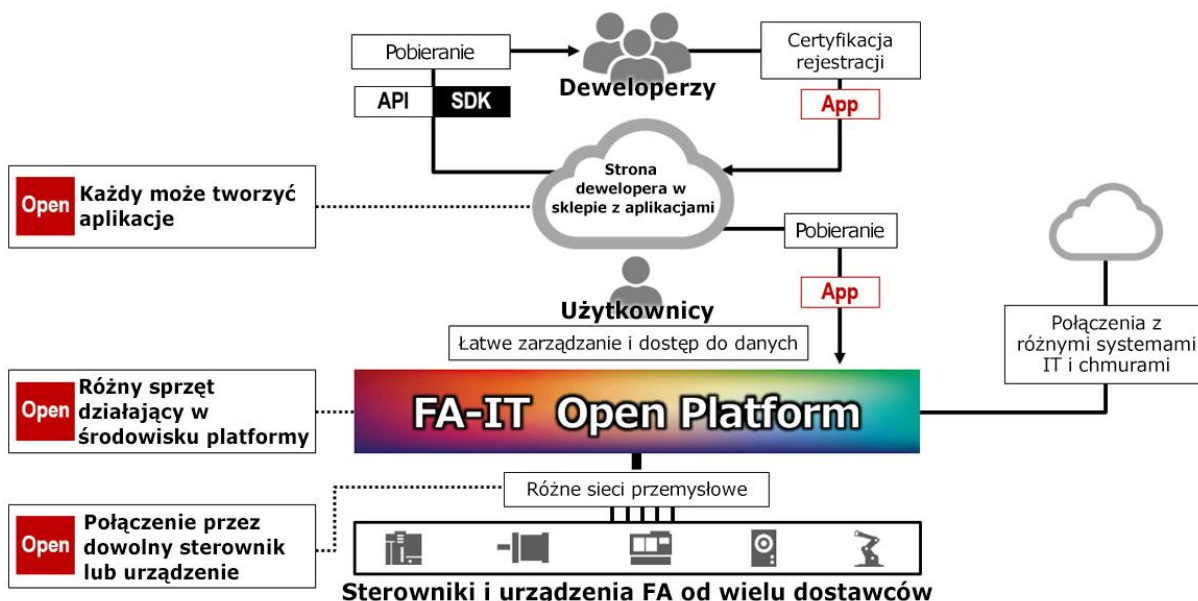 Pobieranie
Deweloperzy
Certyfikacja
rejestracji
API SDK
App
Strona
dewelopera w
sklepie z aplikacjami
Open
Każdy może tworzyć
aplikacje
Pobieranie
App
Użytkownicy
Łatwe zarządzanie i dostęp do danych
Połączenia z
różnymi systemami
IT i chmurami
Open
Różny sprzęt
działający w
środowisku platformy
FA-IT Open Platform
Różne sieci przemysłowe
Open
Połączenie przez
dowolny sterownik
lub urządzenie
Sterowniki i urządzenia FA od wielu dostawców